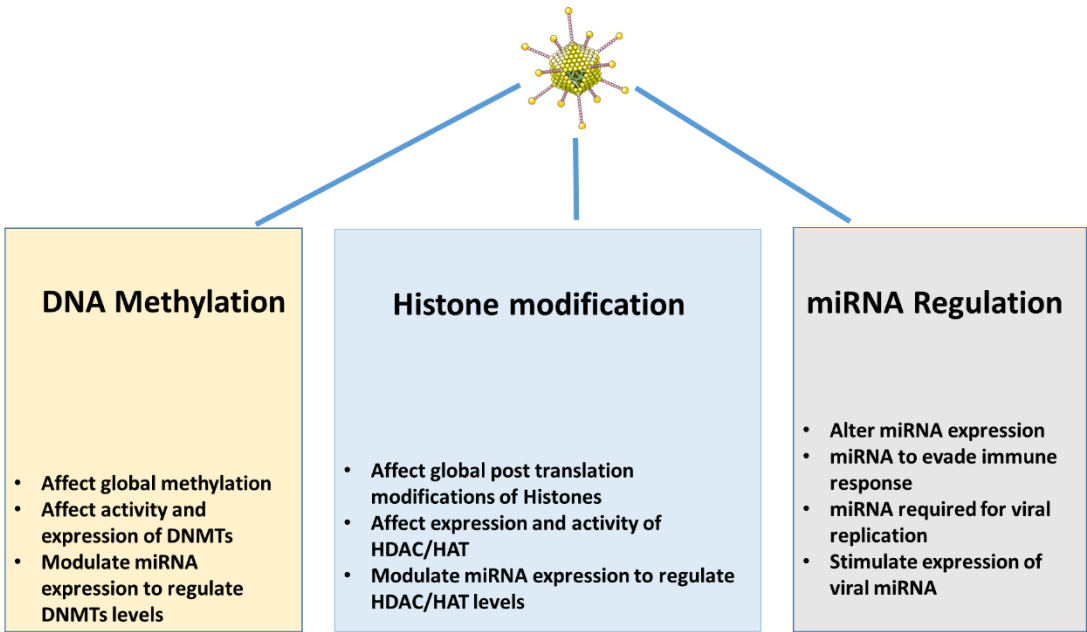 DNA Methylation
• Affect global methylation
• Affect activity and
expression of DNMTs
• Modulate miRNA
expression to regulate
DNMTs levels
Histone modification
• Affect global post translation
modifications of Histones
• Affect expression and activity of
HDAC/HAT
• Modulate miRNA expression to regulate
HDAC/HAT levels
miRNA Regulation
• Alter miRNA expression
• miRNA to evade immune
response
• miRNA required for viral
replication
• Stimulate expression of
viral miRNA